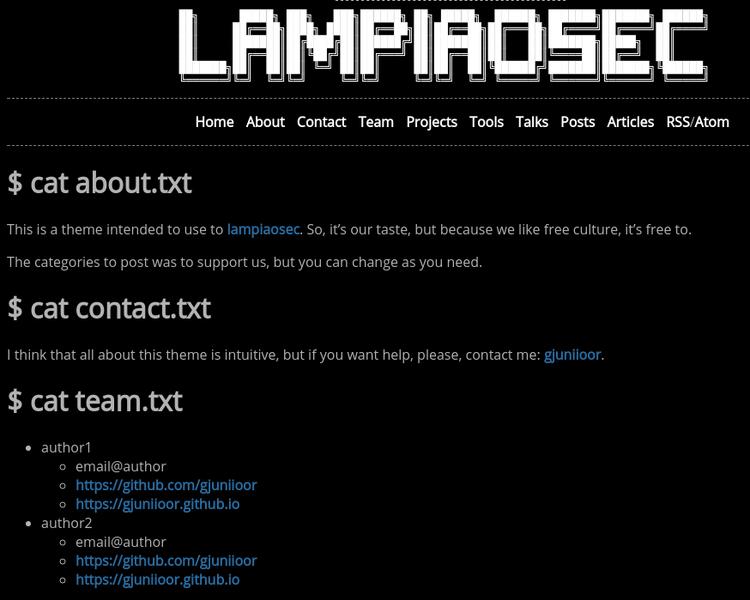 LAMPIAOSEC
Home About Contact Team Projects Tools Talks Posts Articles RSS/Atom
$ cat about.txt
This is a theme intended to use to lampiaosec. So, it’s our taste, but because we like free culture, it’s free to.
The categories to post was to support us, but you can change as you need.
$ cat contact.txt
I think that all about this theme is intuitive, but if you want help, please, contact me: gjuniioor.
$ cat team.txt
author1
email@author
https://github.com/gjuniioor
https://gjuniioor.github.io
author2
email@author
https://github.com/gjuniioor
https://gjuniioor.github.io